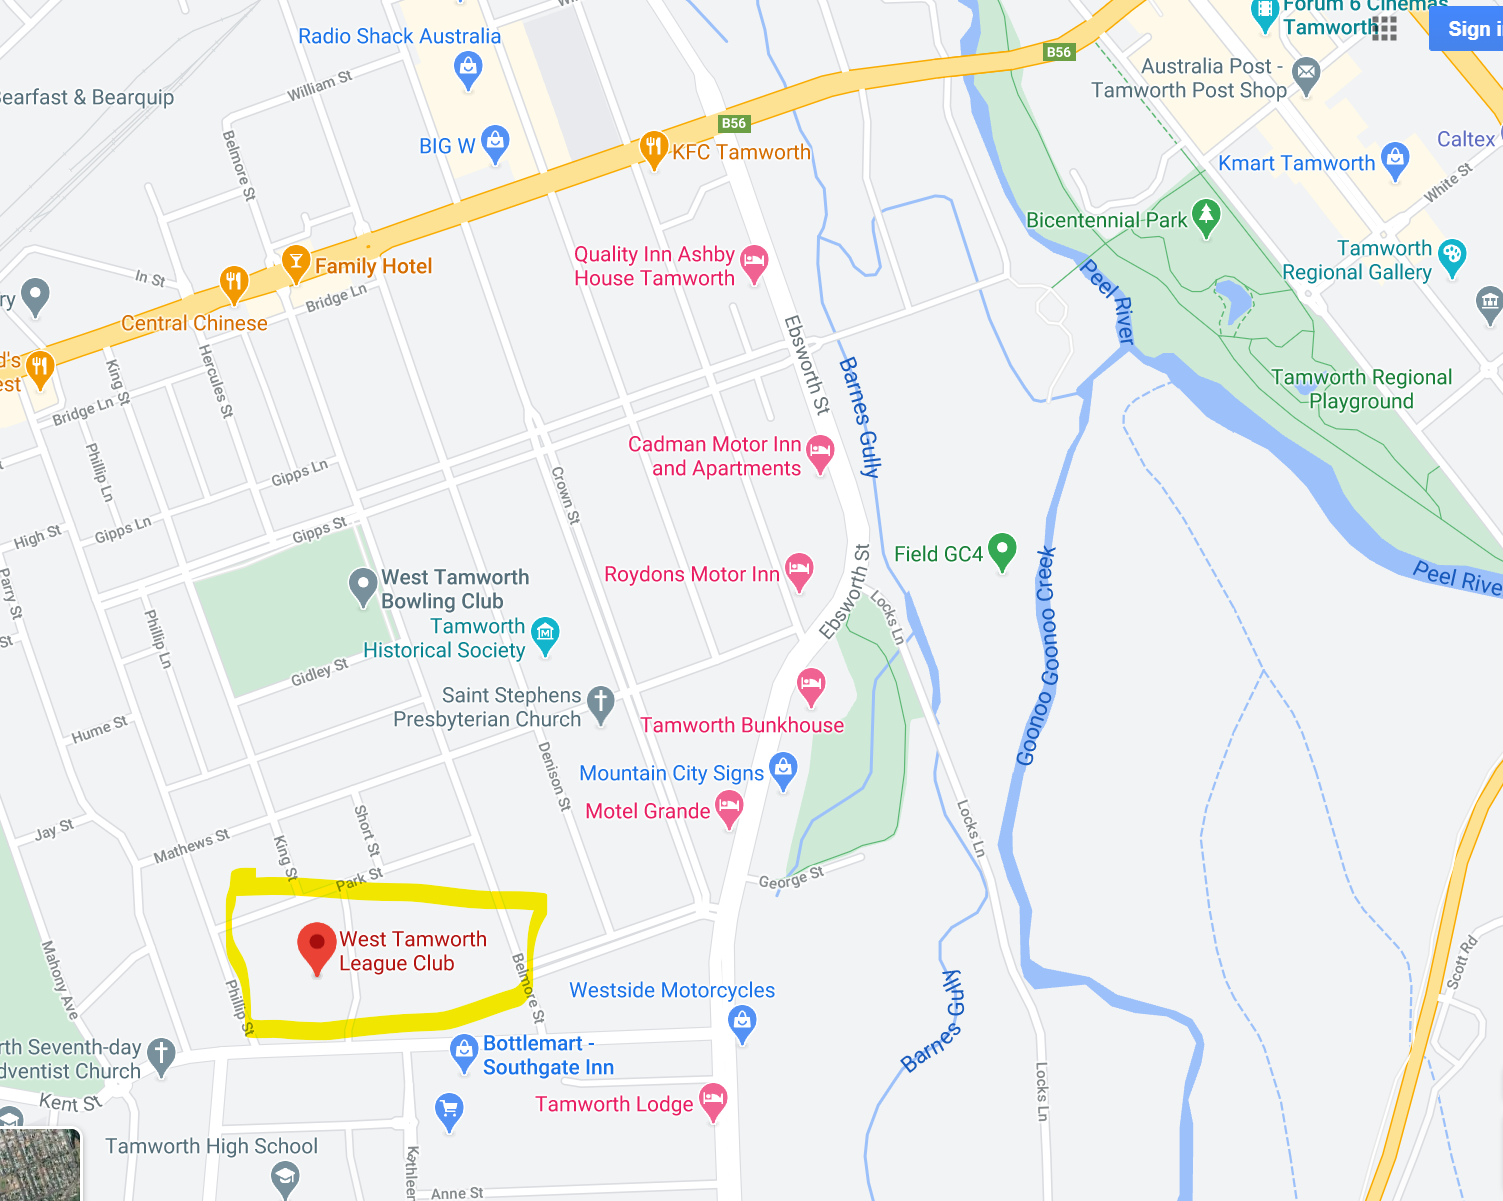 Radio Shack Australia
Forum 6 Cinemas
Tamworth
Sign i
B56
William St
Australia Post -
Tamworth Post Shop
earfast & Bearquip
B56
BIG W
KFC Tamworth
Caltex
Kmart Tamworth
White St
Belmore St
Bicentennial Park
Tamworth
Regional Gallery
Quality Inn Ashby
House Tamworth
Family Hotel
In St
Bridge Ln
Peel River
ry
Central Chinese
Ebsworth St
d's
est
King St
Hercules St
Barnes Gully
Tamworth Regional
Playground
Bridge Ln
Cadman Motor Inn
and Apartments
Phillip Ln
Gipps Ln
Crown St
High St
Gipps Ln
Gipps St
Field GC4
Ebsworth St
Goonoo Goonoo Creek
Peel Rive
Parry St
West Tamworth
Bowling Club
Roydons Motor Inn
Locks Ln
Tamworth
Historical Society
Phillip Ln
St
Gidley St
Saint Stephens
Presbyterian Church
Hume St
Tamworth Bunkhouse
Denison St
Mountain City Signs
Motel Grande
Jay St
Mathews St
King St
Short St
Locks Ln
Park St
George St
West Tamworth
League Club
Mahony Ave
Phillip St
Belmore St
Scott Rd
Westside Motorcycles
Barnes Gully
rth Seventh-day
dventist Church
Bottlemart -
Southgate Inn
Kent St
Tamworth Lodge
Locks Ln
Tamworth High School
Kathleen
Anne St